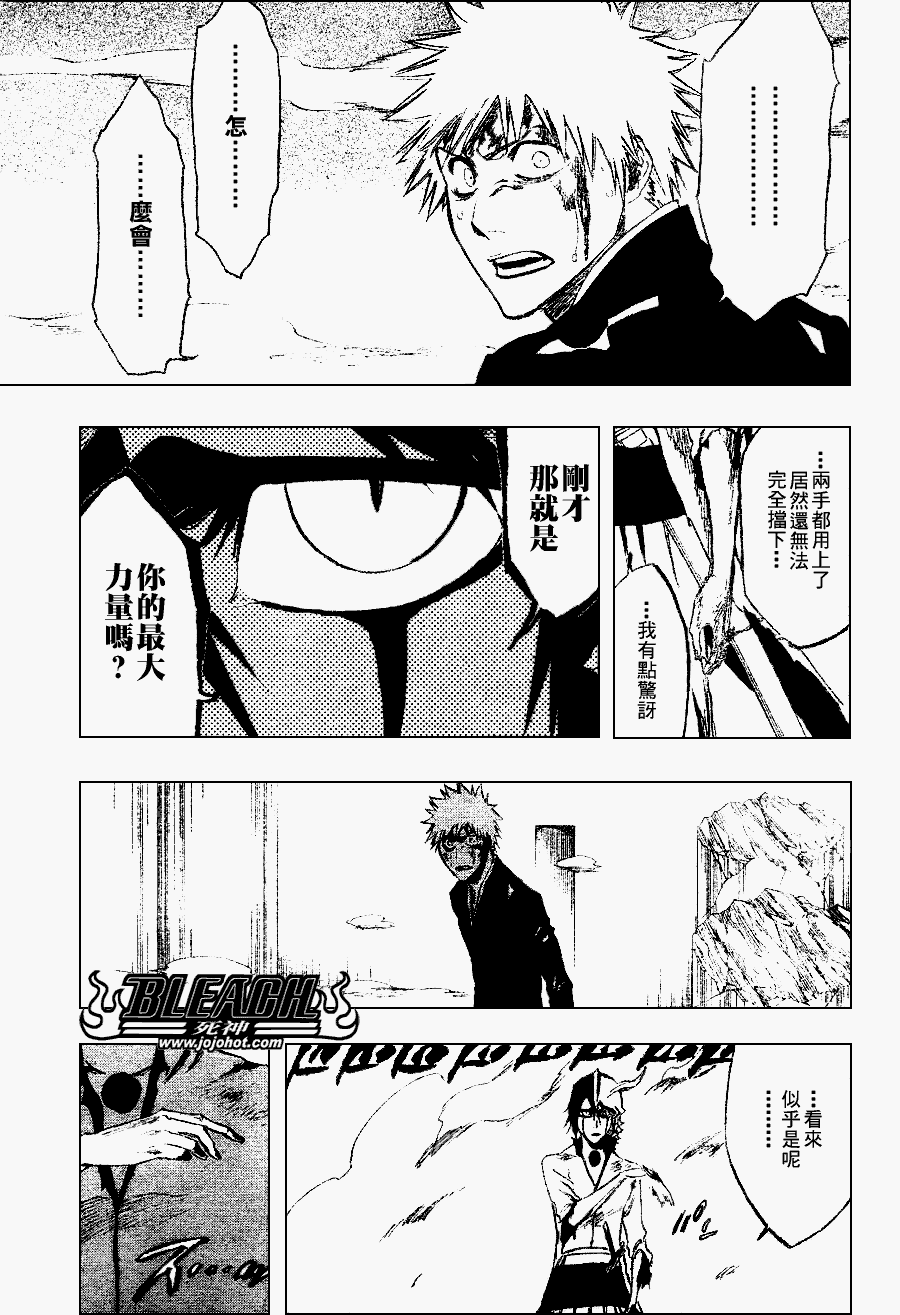 ⋯⋯⋯⋯
⋯⋯⋯⋯
⋯⋯怎⋯⋯
⋯⋯麼會⋯⋯
⋯兩手都用上了
居然還無法
完全擋下⋯
⋯我有點驚訝
剛才
那就是
你的最大
力量嗎?
⋯看來
似乎是呢
⋯⋯⋯
BLEACH
死神
www.jojohot.com